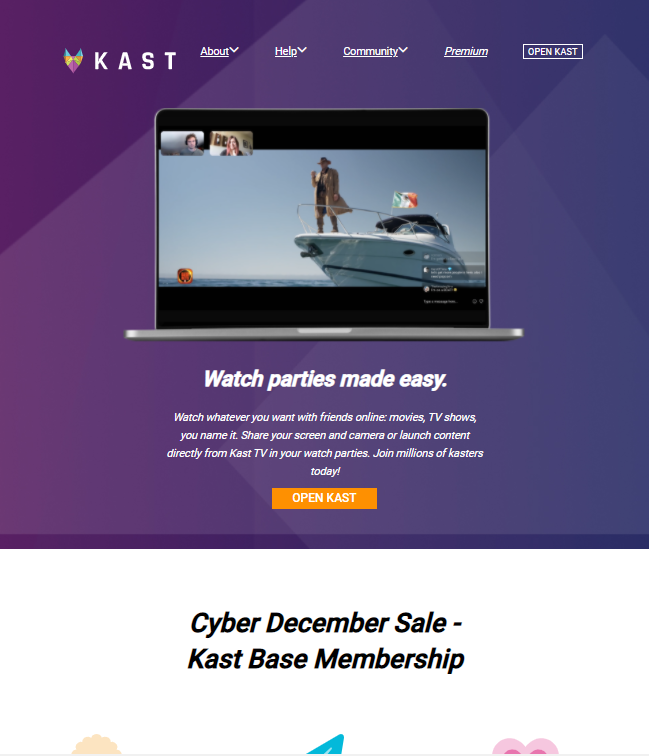 KAST
About
Help
Community
Premium
OPEN KAST
Type a message here...
Watch parties made easy.
Watch whatever you want with friends online: movies, TV shows,
you name it. Share your screen and camera or launch content
directly from Kast TV in your watch parties. Join millions of kasters
today!
OPEN KAST
Cyber December Sale -
Kast Base Membership